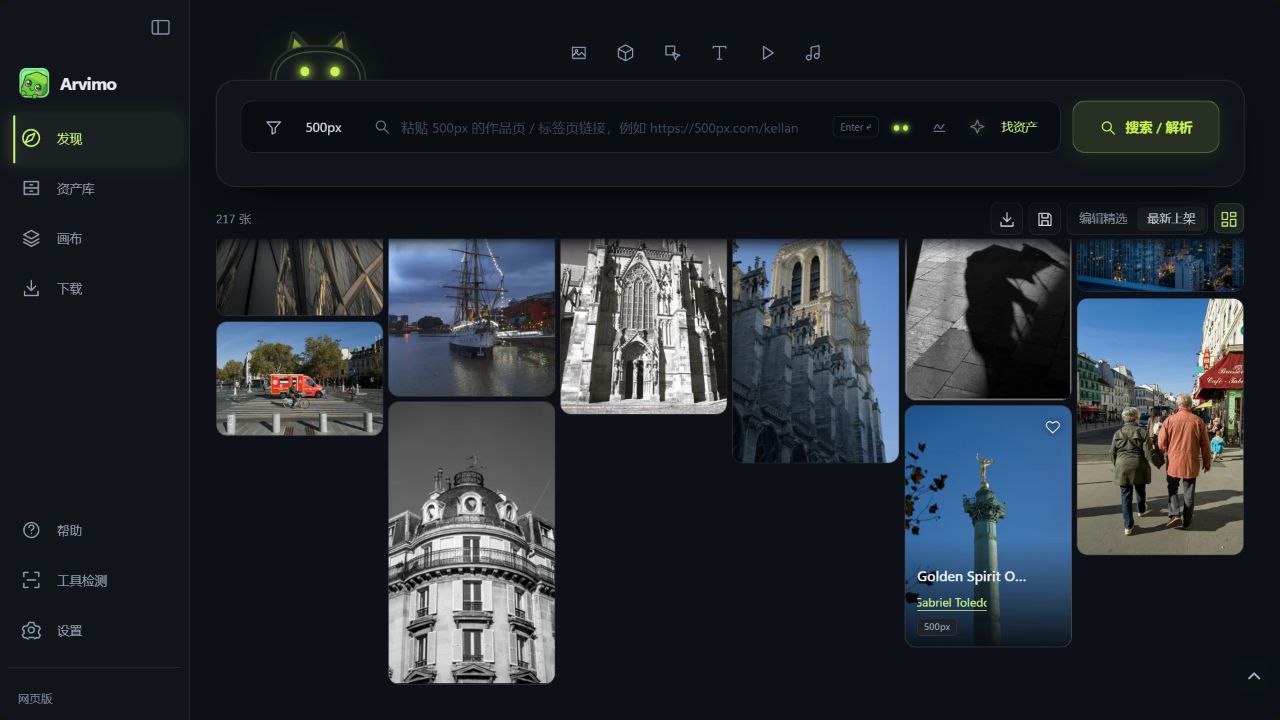 Arvimo
发现
资产库
画布
下载
帮助
工具检测
设置
网页版
500px
粘贴 500px 的作品页 / 标签页链接，例如 https://500px.com/kellan
Enter ↵
找资产
搜索 / 解析
217 张
编辑精选
最新上架
Golden Spirit O...
Gabriel Toledo
500px